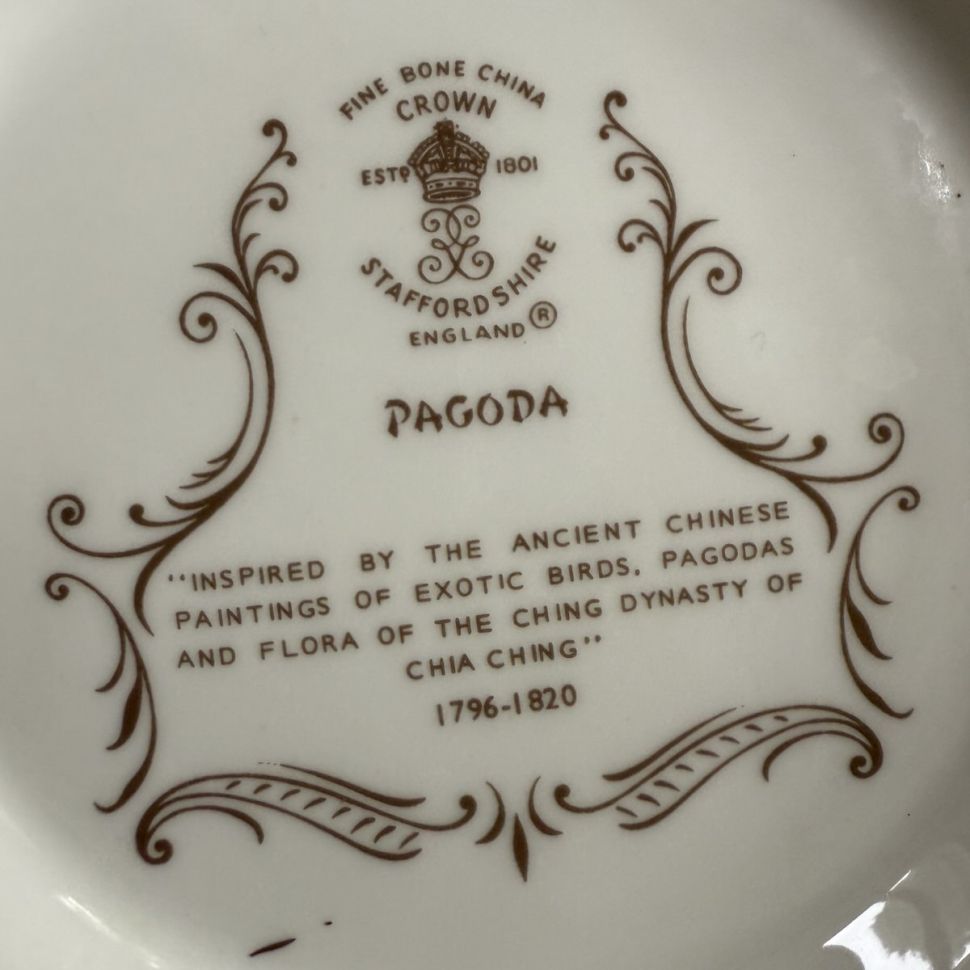 FINE BONE CHINA
CROWN
ESTD 1801
STAFFORDSHIRE
ENGLAND ®
PAGODA
"INSPIRED BY THE ANCIENT CHINESE
PAINTINGS OF EXOTIC BIRDS. PAGODAS
AND FLORA OF THE CHING DYNASTY OF
CHIA CHING"
1796-1820